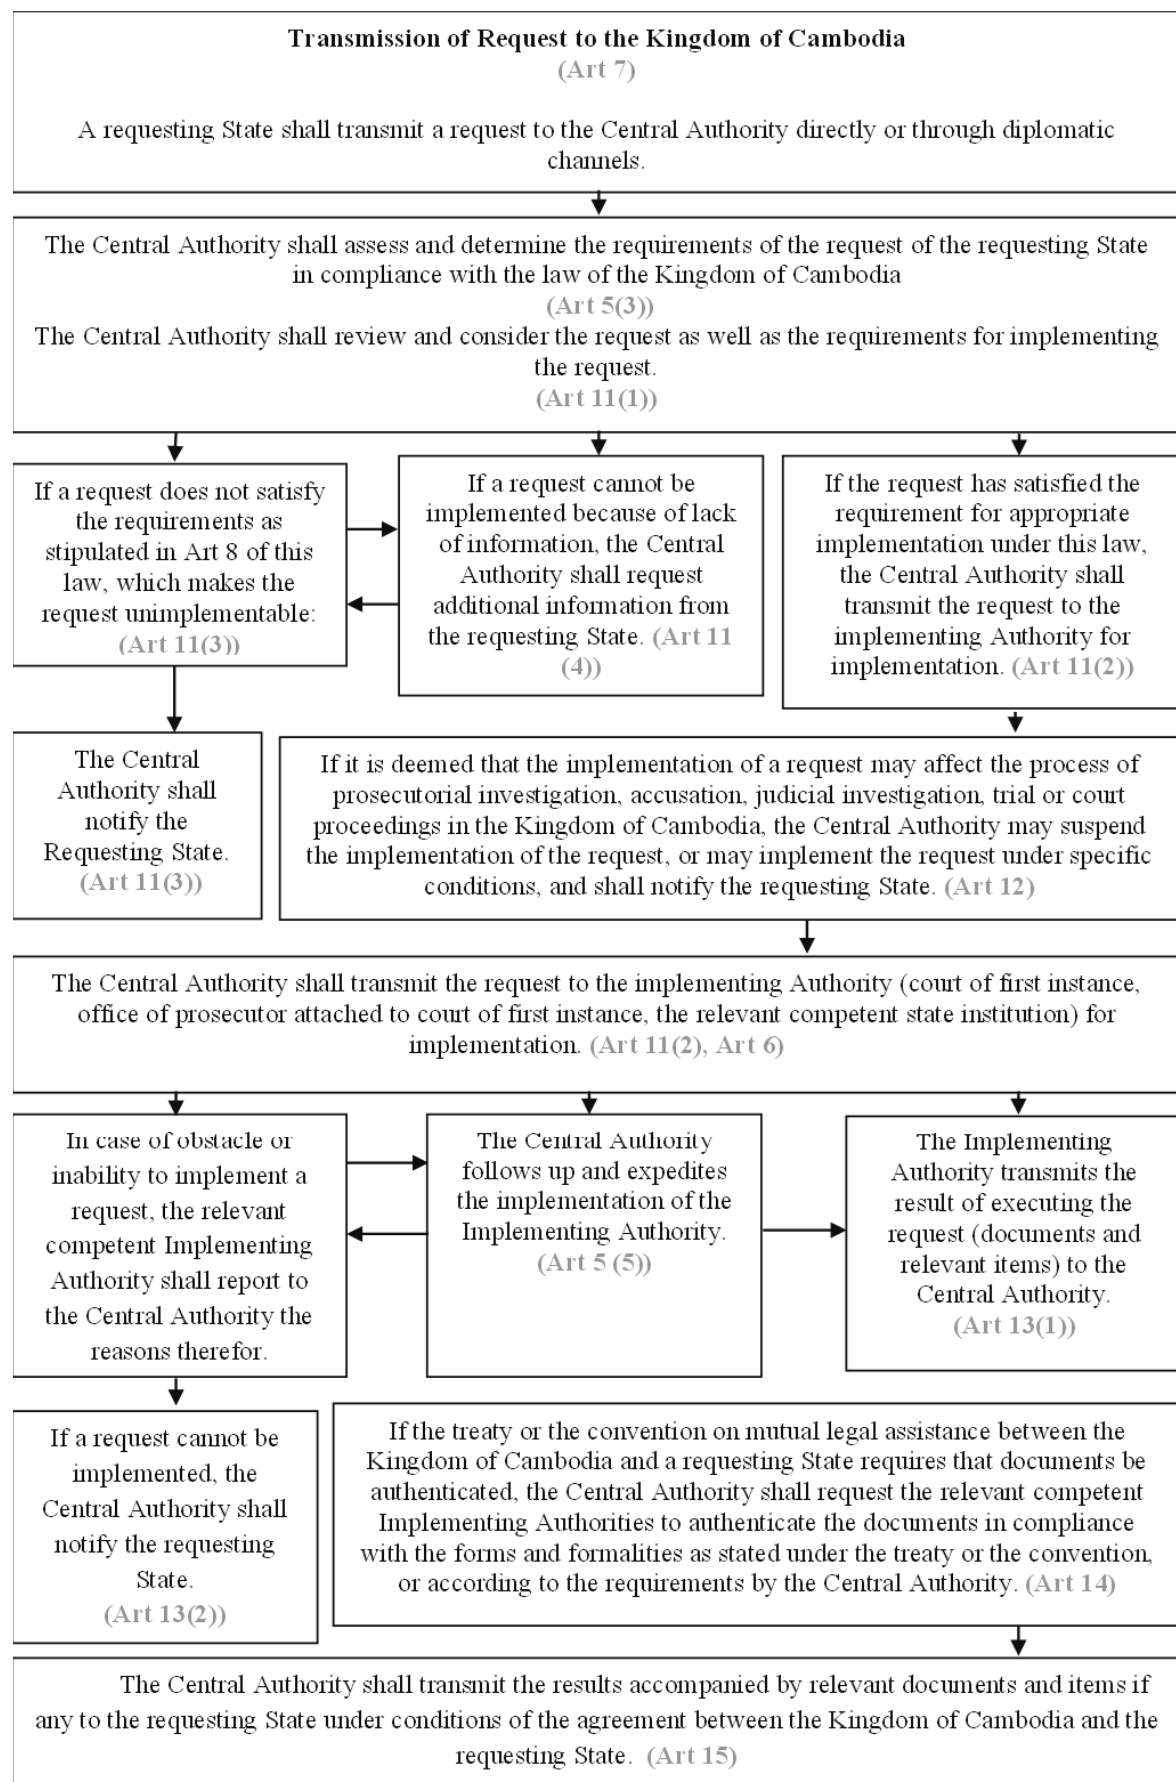 Transmission of Request to the Kingdom of Cambodia
(Art 7)
A requesting State shall transmit a request to the Central Authority directly or through diplomatic
channels.
The Central Authority shall assess and determine the requirements of the request of the requesting State
in compliance with the law of the Kingdom of Cambodia
(Art 5(3))
The Central Authority shall review and consider the request as well as the requirements for implementing
the request.
(Art 11(1))
If a request does not satisfy
the requirements as
stipulated in Art 8 of this
law, which makes the
request unimplementable:
(Art 11(3))
If a request cannot be
implemented because of lack
of information, the Central
Authority shall request
additional information from
the requesting State. (Art 11
(4))
If the request has satisfied the
requirement for appropriate
implementation under this law,
the Central Authority shall
transmit the request to the
implementing Authority for
implementation. (Art 11(2))
The Central
Authority shall
notify the
Requesting State.
(Art 11(3))
If it is deemed that the implementation of a request may affect the process of
prosecutorial investigation, accusation, judicial investigation, trial or court
proceedings in the Kingdom of Cambodia, the Central Authority may suspend
the implementation of the request, or may implement the request under specific
conditions, and shall notify the requesting State. (Art 12)
The Central Authority shall transmit the request to the implementing Authority (court of first instance,
office of prosecutor attached to court of first instance, the relevant competent state institution) for
implementation. (Art 11(2), Art 6)
In case of obstacle or
inability to implement a
request, the relevant
competent Implementing
Authority shall report to
the Central Authority the
reasons therefor.
The Central Authority
follows up and expedites
the implementation of the
Implementing Authority.
(Art 5 (5))
The Implementing
Authority transmits the
result of executing the
request (documents and
relevant items) to the
Central Authority.
(Art 13(1))
If a request cannot be
implemented, the
Central Authority shall
notify the requesting
State.
(Art 13(2))
If the treaty or the convention on mutual legal assistance between the
Kingdom of Cambodia and a requesting State requires that documents be
authenticated, the Central Authority shall request the relevant competent
Implementing Authorities to authenticate the documents in compliance
with the forms and formalities as stated under the treaty or the convention,
or according to the requirements by the Central Authority. (Art 14)
The Central Authority shall transmit the results accompanied by relevant documents and items if
any to the requesting State under conditions of the agreement between the Kingdom of Cambodia and the
requesting State. (Art 15)